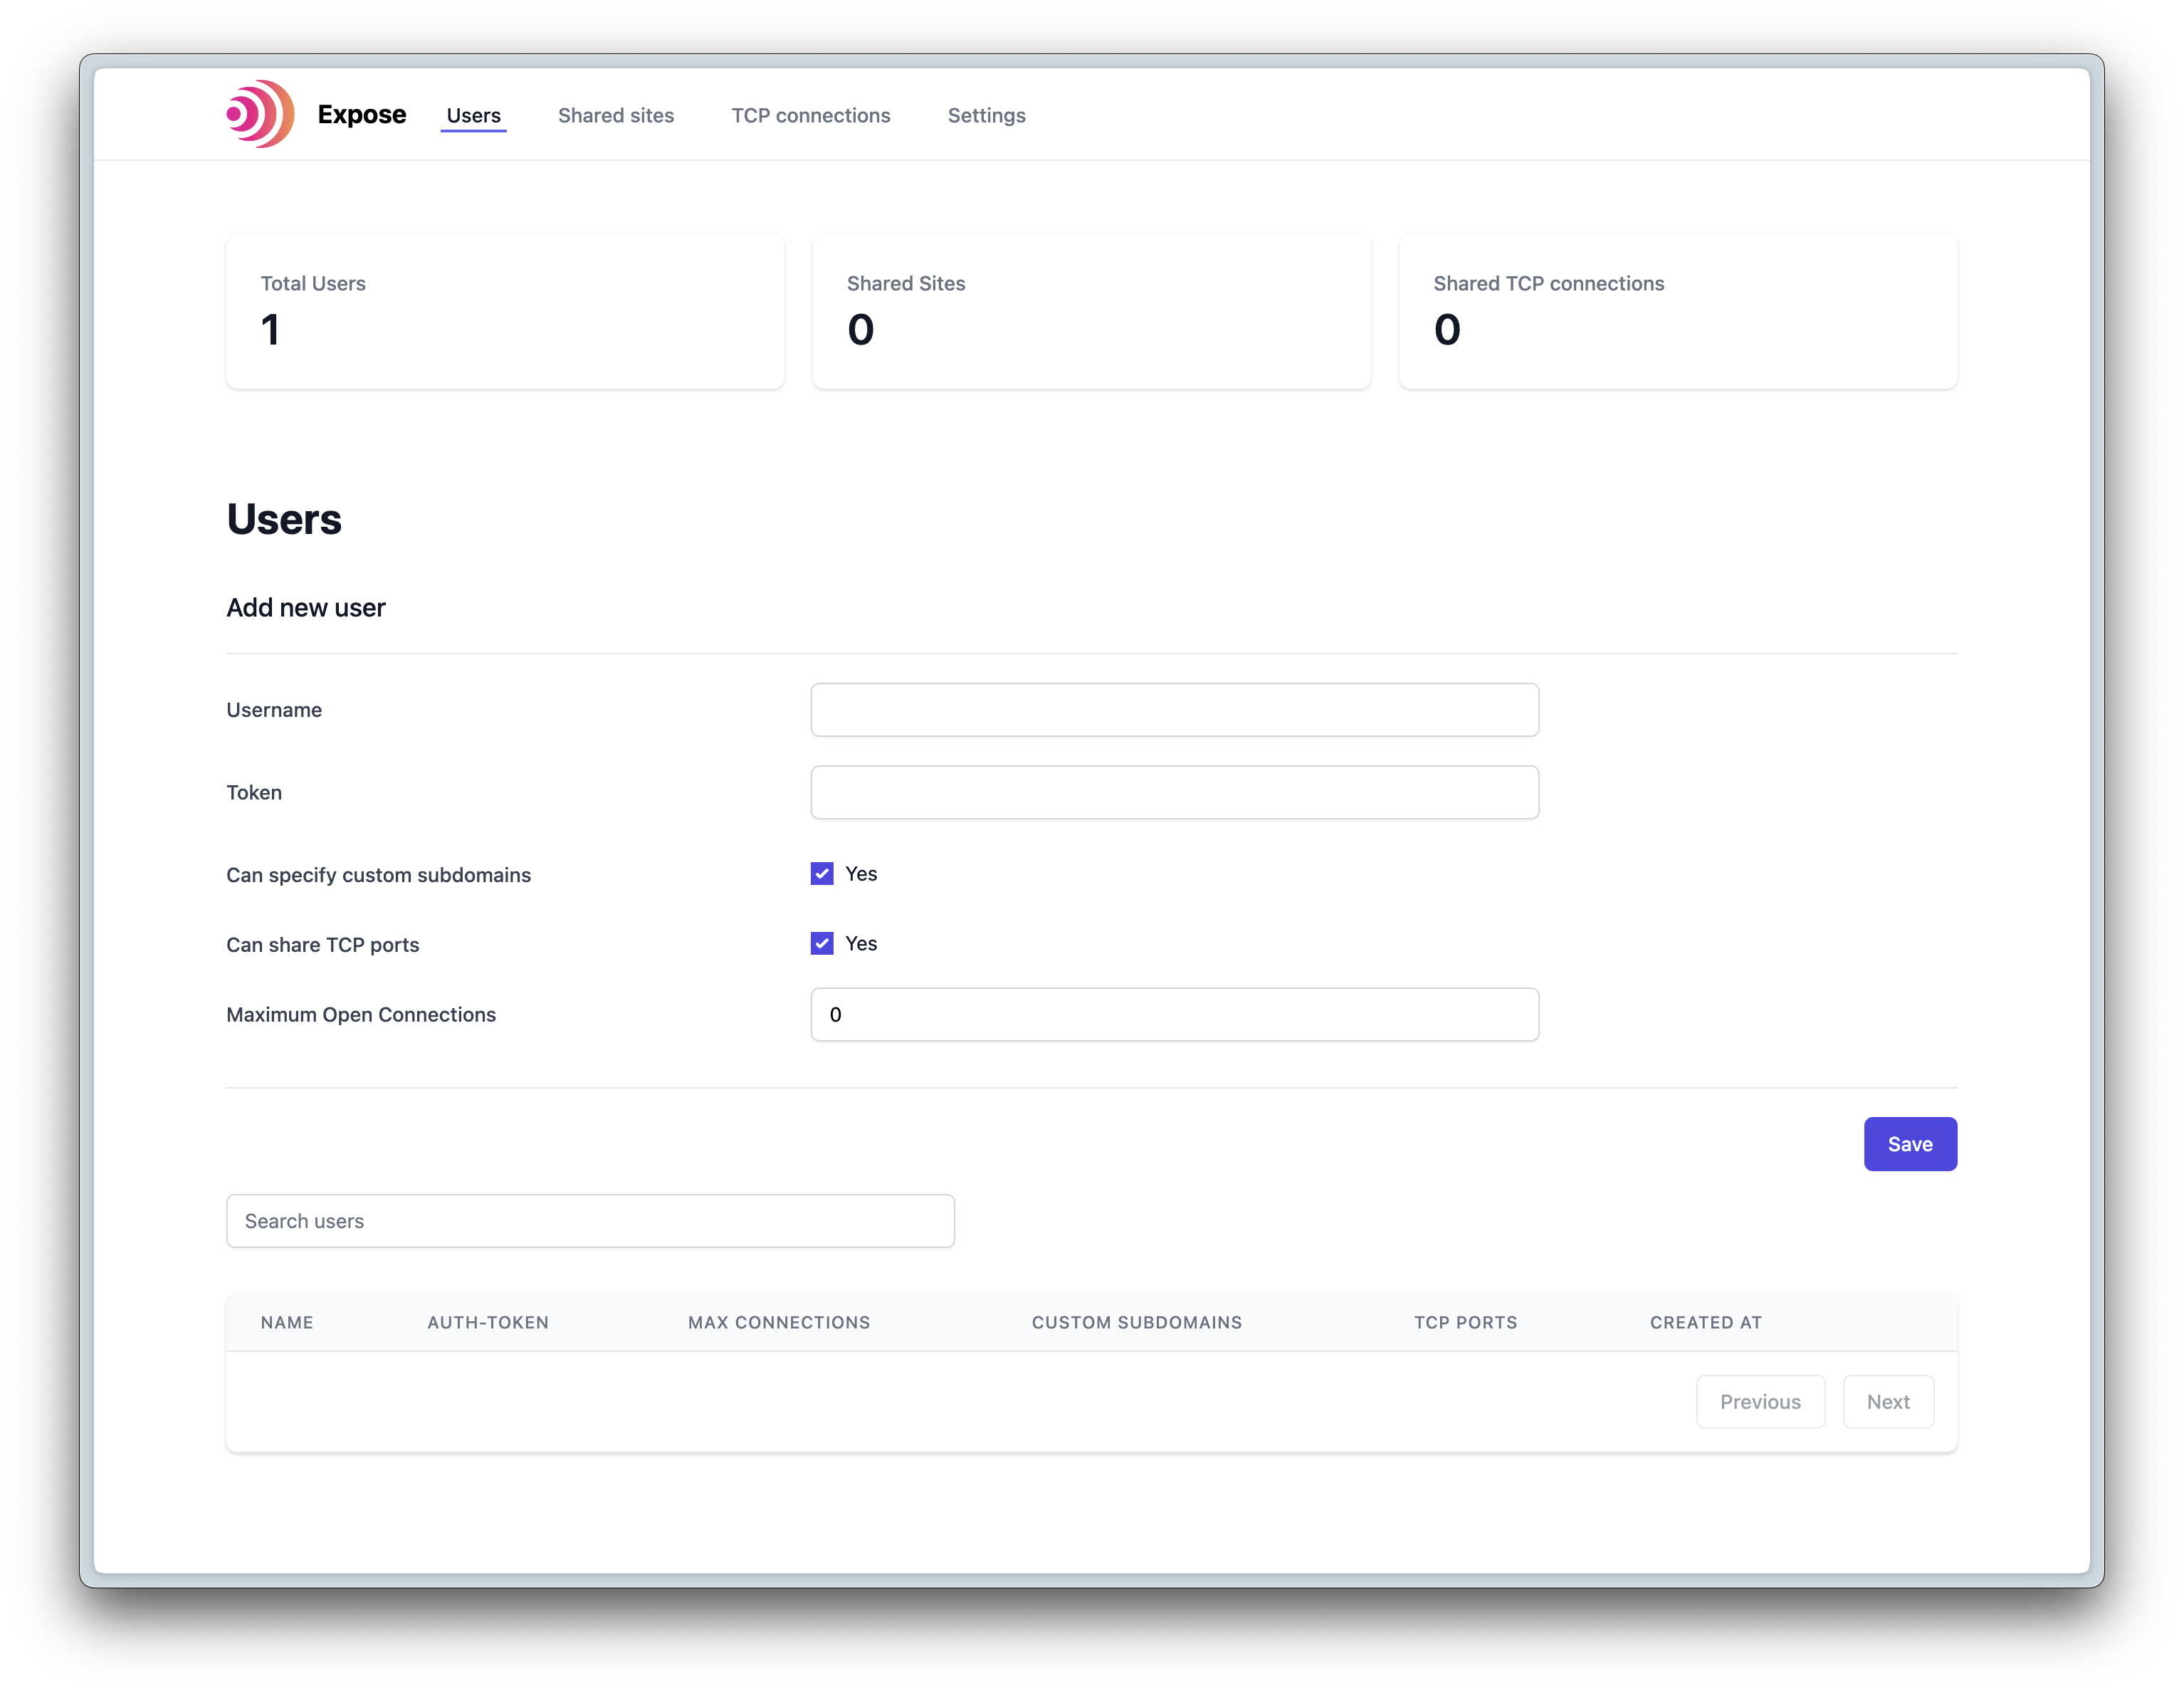 Expose Users Shared sites TCP connections Settings
Total Users
1
Shared Sites
0
Shared TCP connections
0
Users
Add new user
Username
Token
Can specify custom subdomains Yes
Can share TCP ports Yes
Maximum Open Connections 0
Save
Search users
NAME AUTH-TOKEN MAX CONNECTIONS CUSTOM SUBDOMAINS TCP PORTS CREATED AT
Previous Next